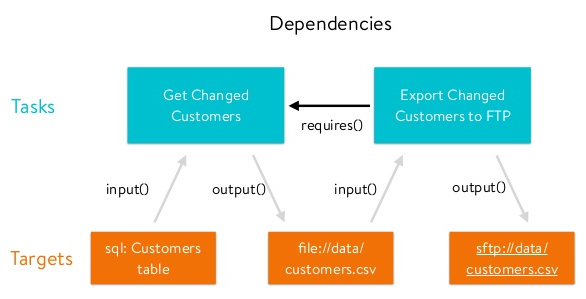 Dependencies
Tasks
Get Changed
Customers
requires()
Export Changed
Customers to FTP
input()
output()
input()
output()
Targets
sql: Customers
table
file://data/
customers.csv
sftp://data/
customers.csv